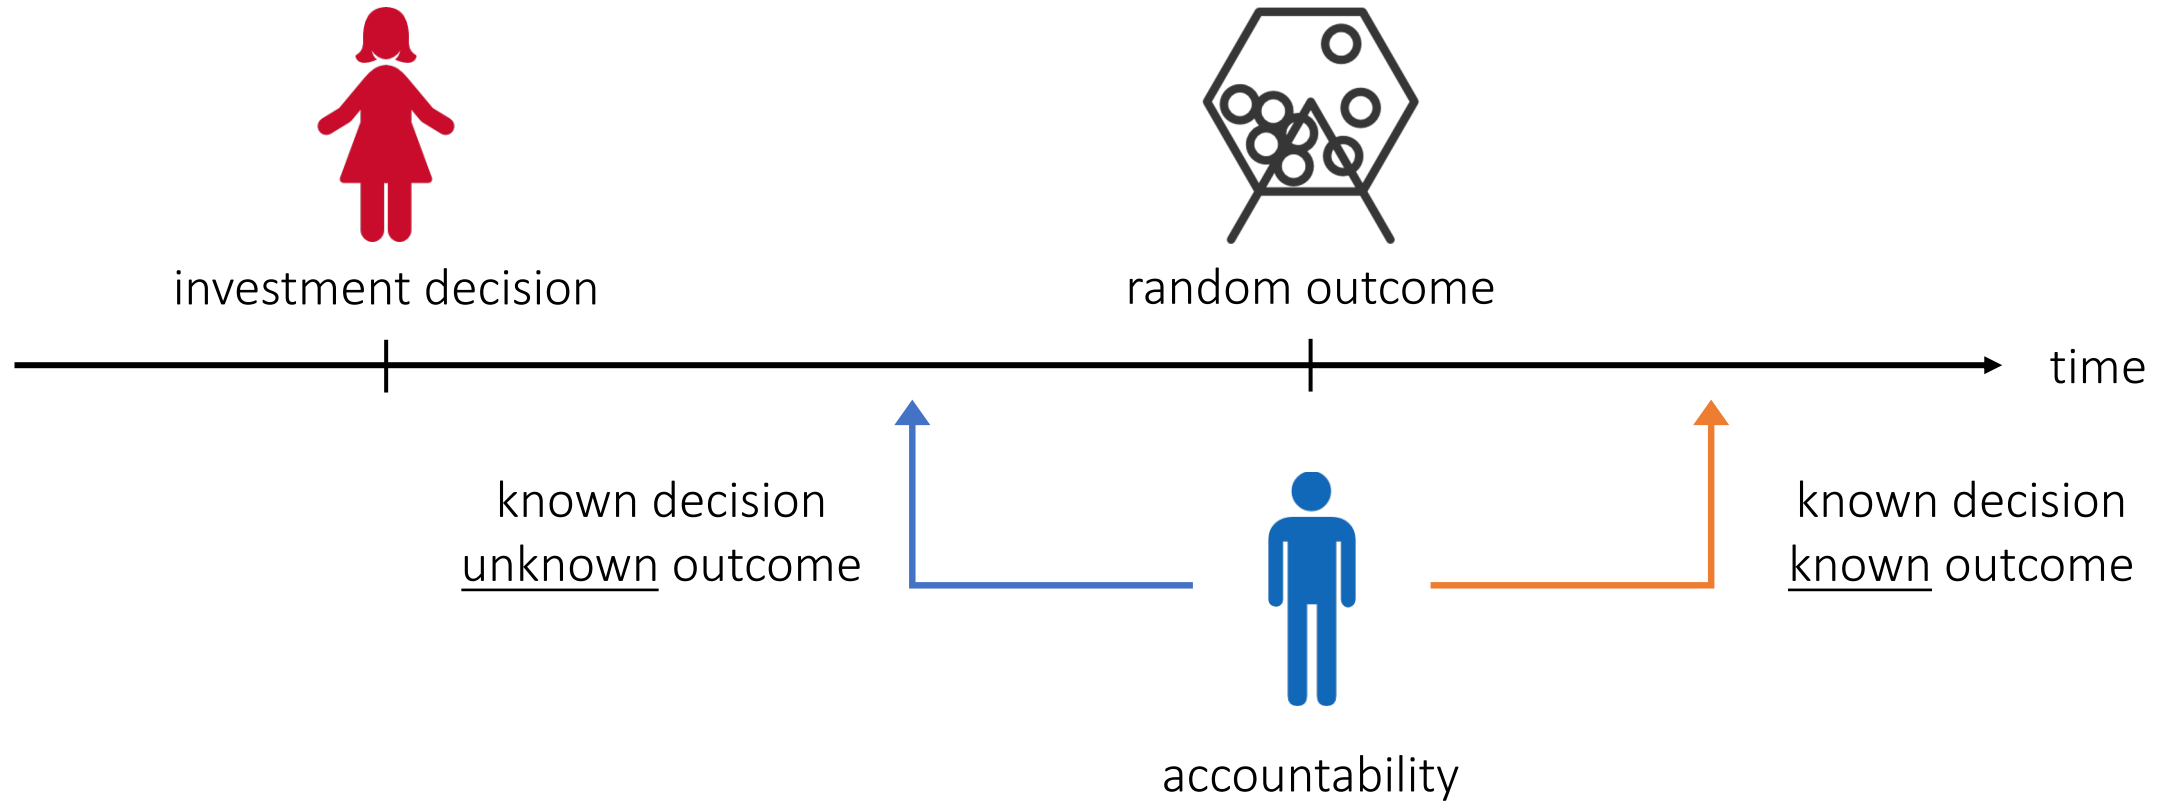 investment decision
random outcome
time
known decision
unknown outcome
known decision
known outcome
accountability